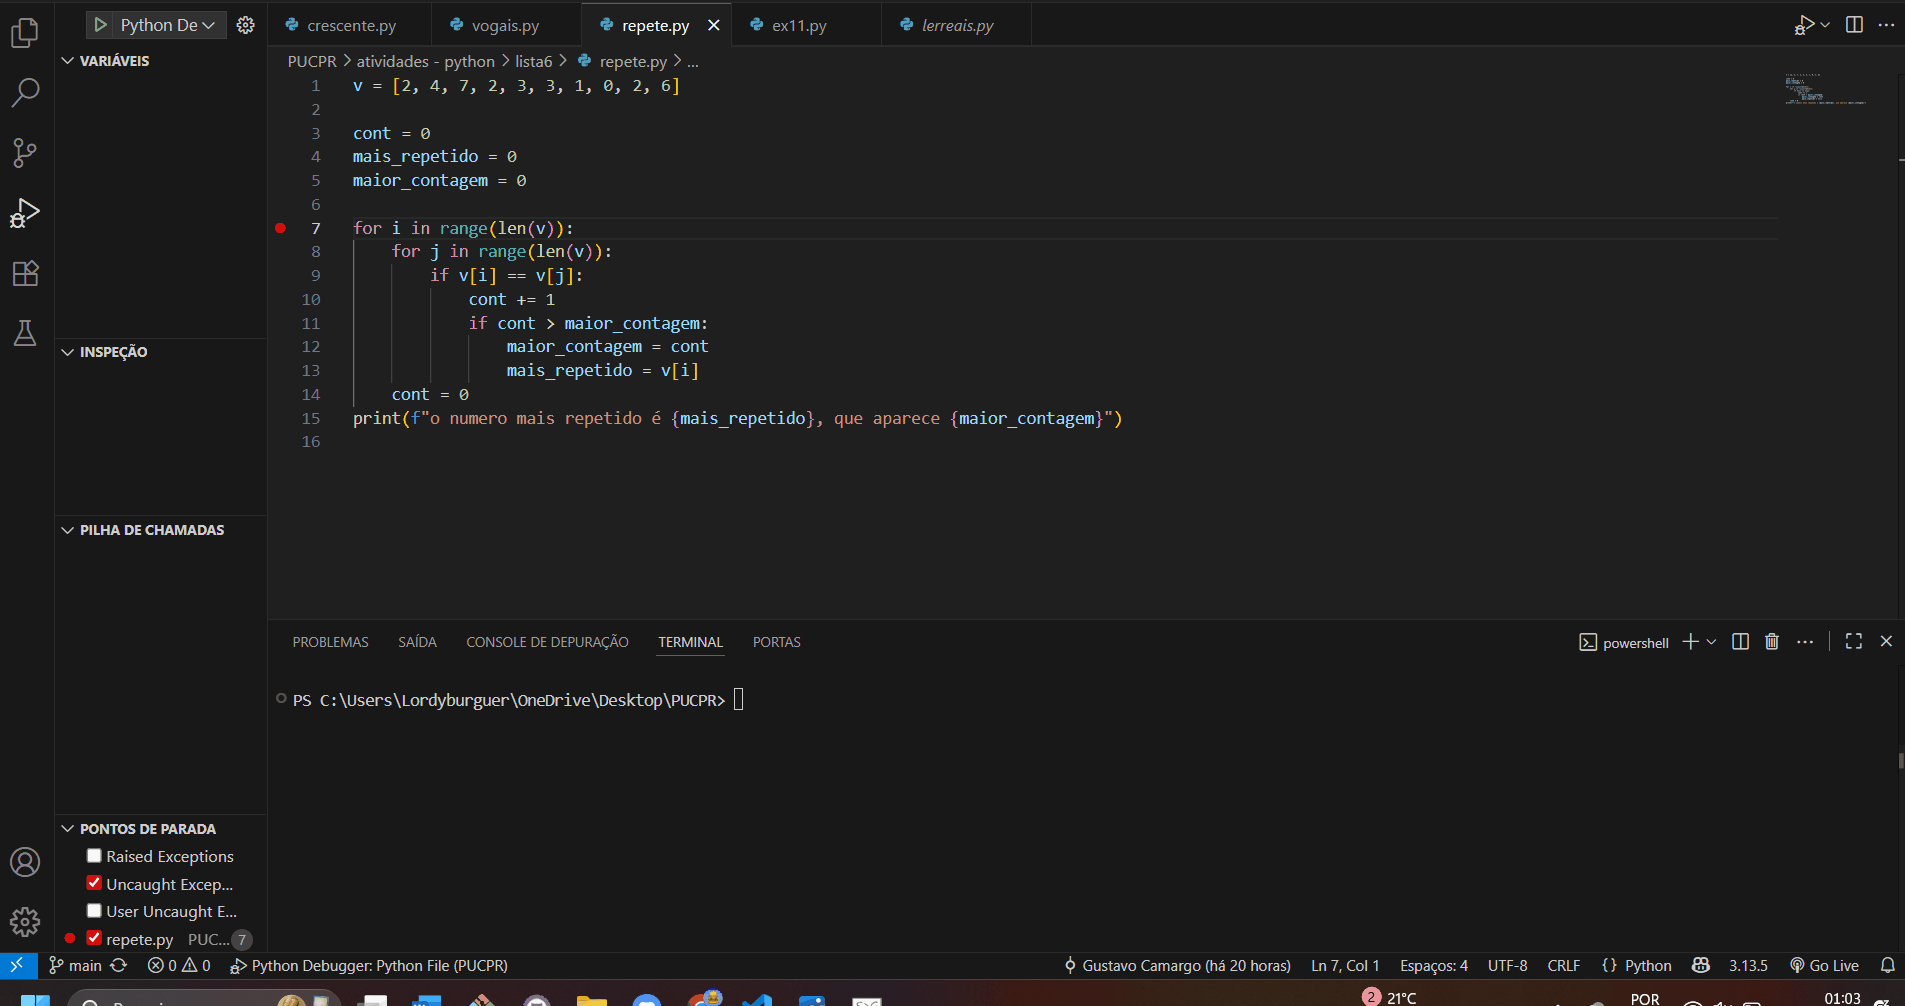 Python De
crescente.py
vogais.py
repete.py
ex11.py
lerreais.py
VARIÁVEIS
PUCPR > atividades - python > lista6 > repete.py > ...
1 v = [2, 4, 7, 2, 3, 3, 1, 0, 2, 6]
2
3 cont = 0
4 mais_repetido = 0
5 maior_contagem = 0
6
7 for i in range(len(v)):
8 for j in range(len(v)):
9 if v[i] == v[j]:
10 cont += 1
11 if cont > maior_contagem:
12 maior_contagem = cont
13 mais_repetido = v[i]
14 cont = 0
15 print(f"o numero mais repetido é {mais_repetido}, que aparece {maior_contagem}")
16
INSPEÇÃO
PILHA DE CHAMADAS
PROBLEMAS SAÍDA CONSOLE DE DEPURAÇÃO TERMINAL PORTAS
powershell
PS C:\Users\Lordyburguer\OneDrive\Desktop\PUCPR>
PONTOS DE PARADA
Raised Exceptions
Uncaught Excep...
User Uncaught E...
repete.py PUC... 7
main 0 0 Python Debugger: Python File (PUCPR)
Gustavo Camargo (há 20 horas) Ln 7, Col 1 Espaços: 4 UTF-8 CRLF {} Python 3.13.5 Go Live
2 21°C
POR
01:03